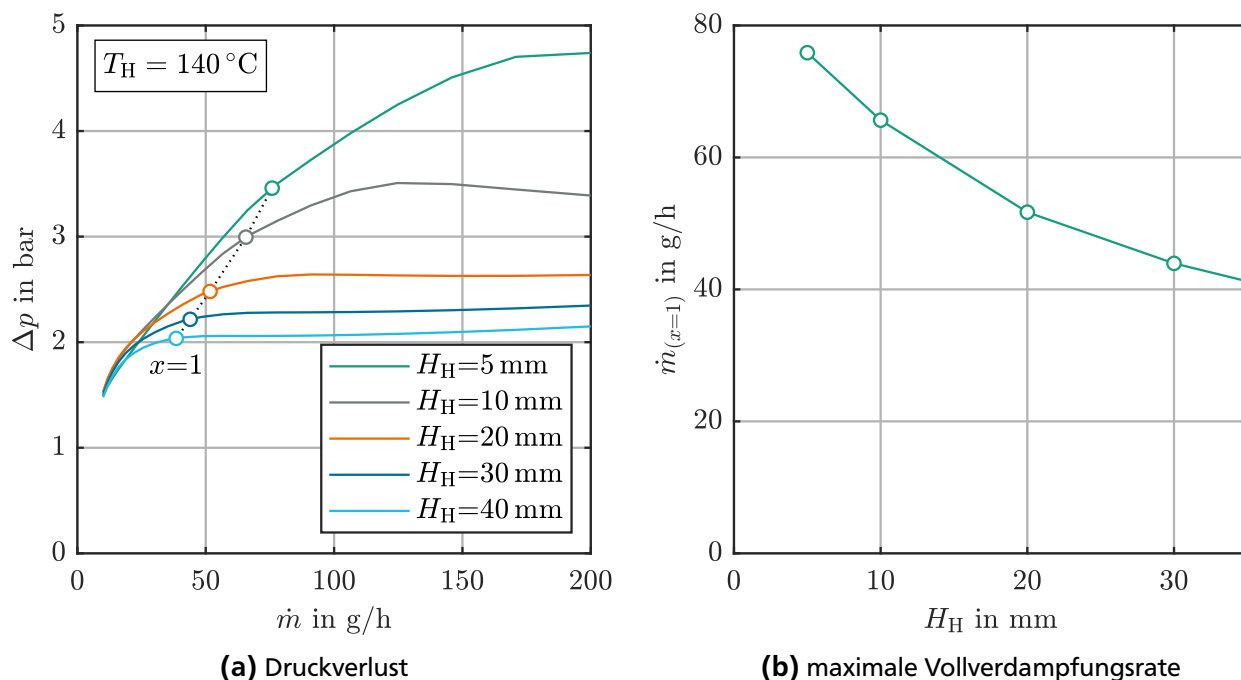 5
4
3
2
1
0
Δp in bar
T_H = 140 °C
x=1
H_H=5 mm
H_H=10 mm
H_H=20 mm
H_H=30 mm
H_H=40 mm
0 50 100 150 200
ṁ in g/h
(a) Druckverlust
80
60
40
20
0
ṁ_(x=1) in g/h
0 10 20 30
H_H in mm
(b) maximale Vollverdampfungsrate